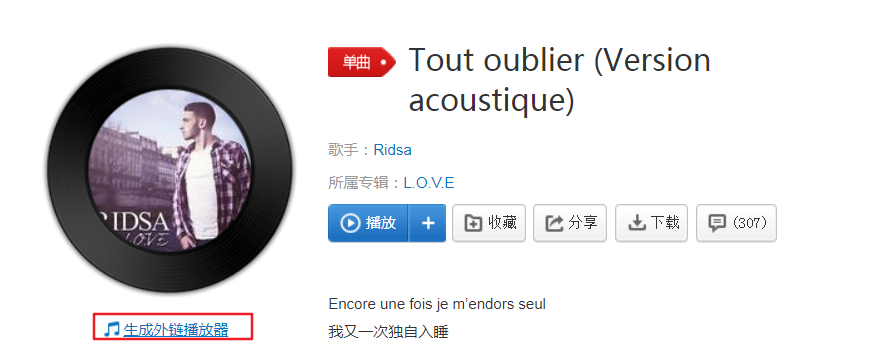 单曲
Tout oublier (Version
acoustique)
歌手：Ridsa
所属专辑：L.O.V.E
播放 + 收藏 分享 下载 (307)
RIDSA
L.O.V.E
生成外链播放器
Encore une fois je m'endors seul
我又一次独自入睡